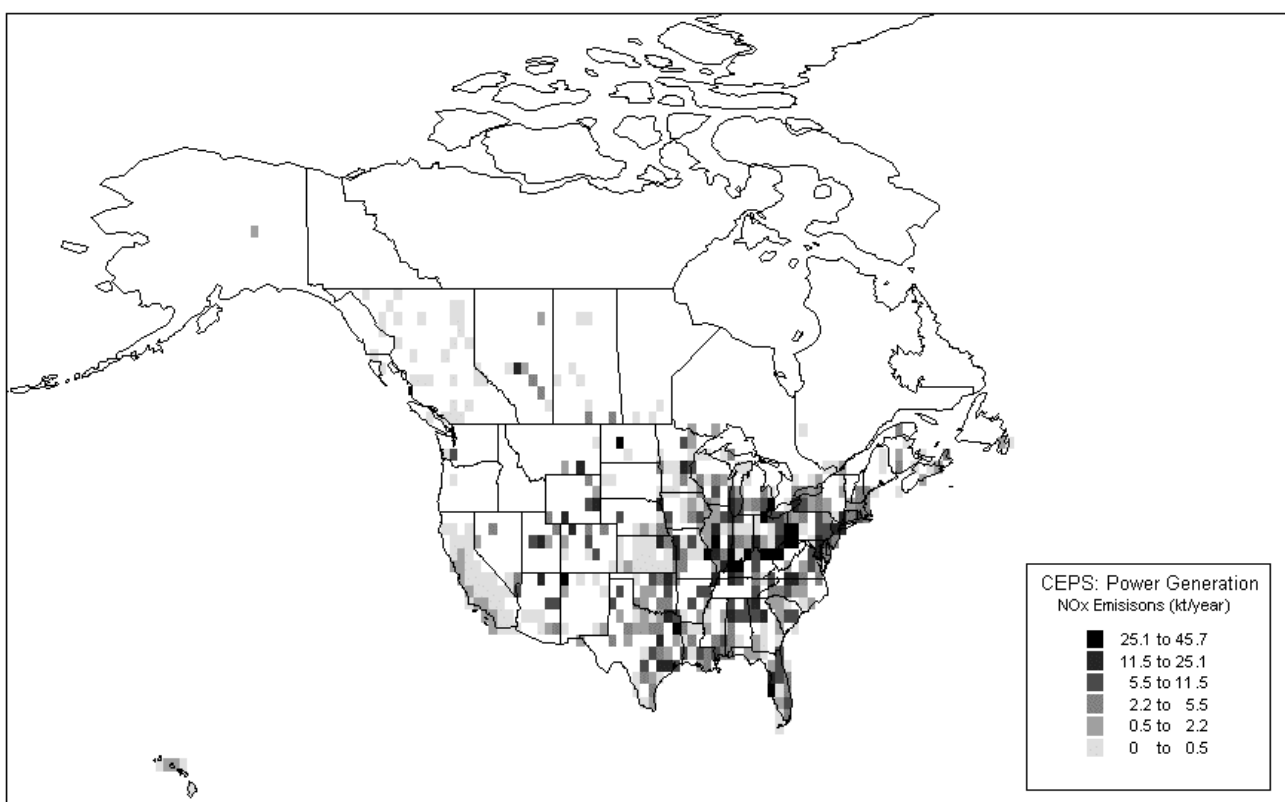 CEPS: Power Generation
NOx Emisisons (kt/year)
25.1 to 45.7
11.5 to 25.1
5.5 to 11.5
2.2 to 5.5
0.5 to 2.2
0 to 0.5